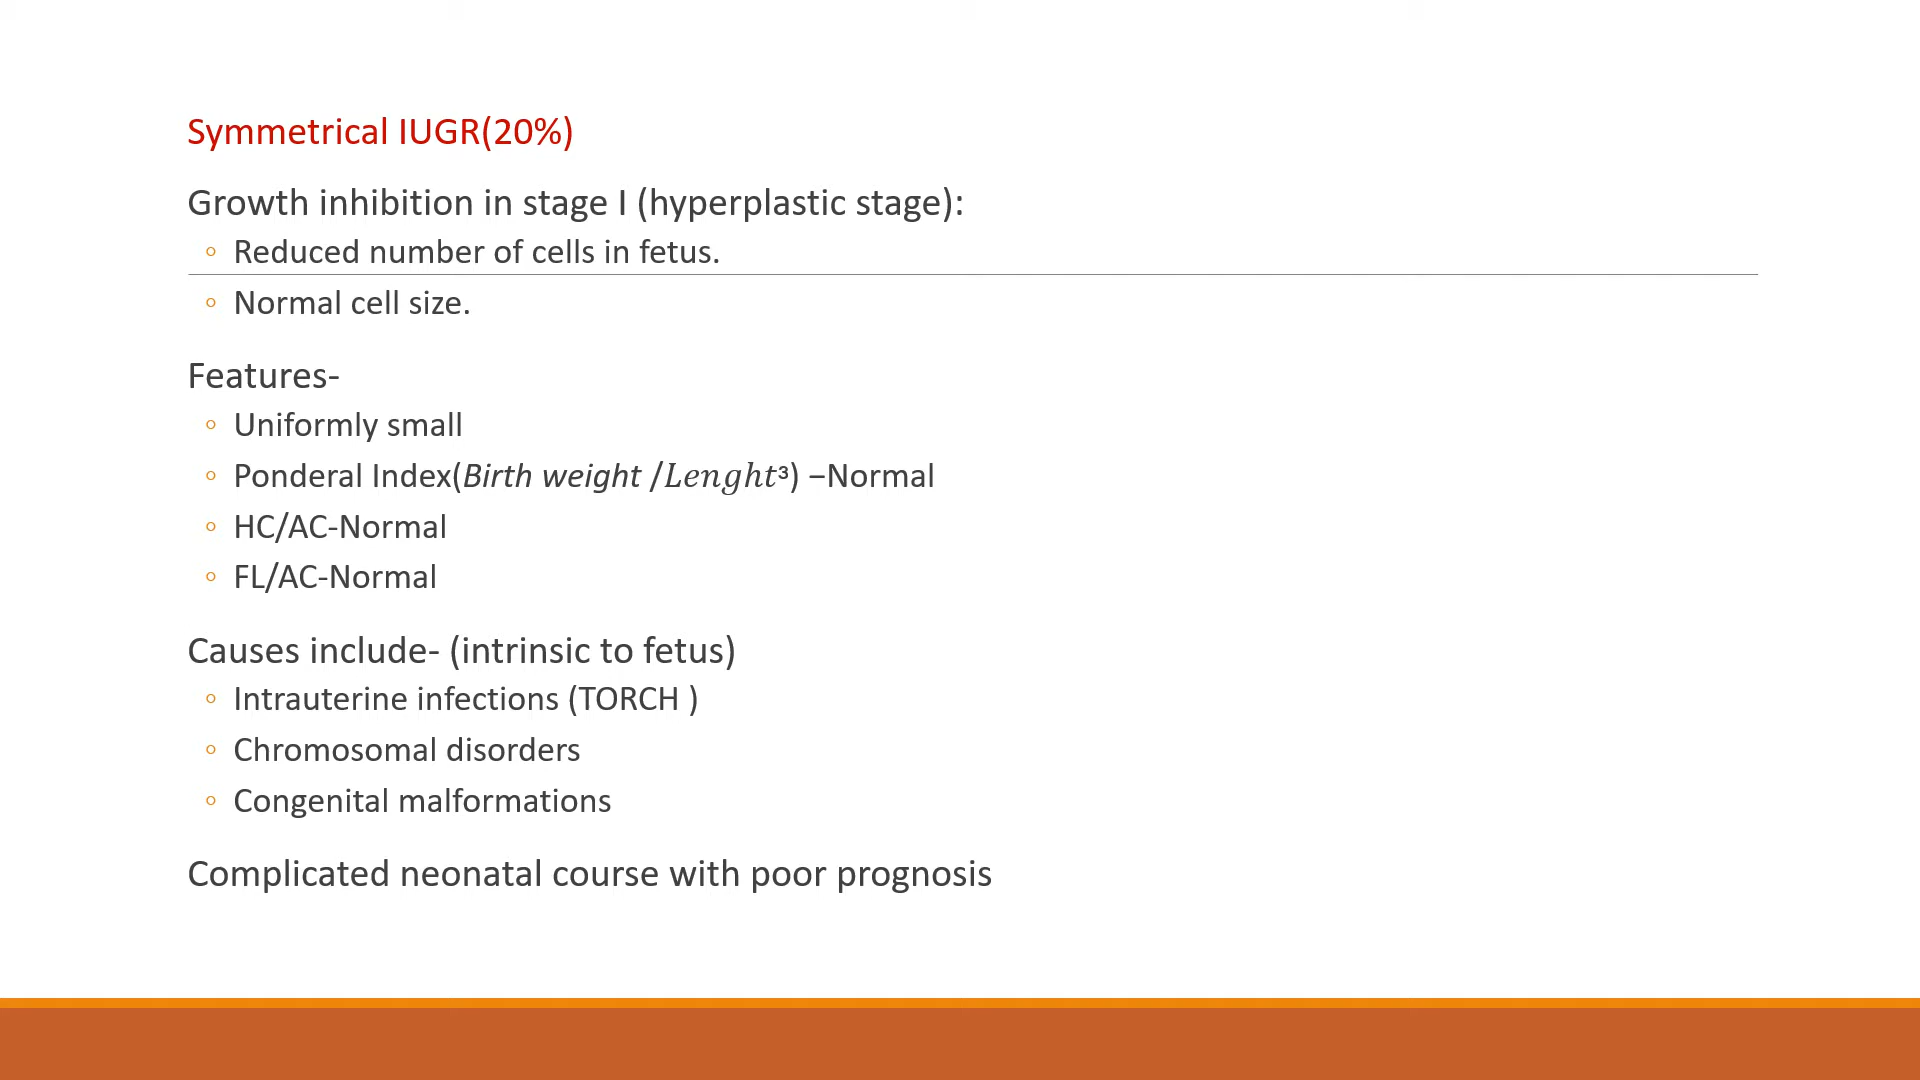 Symmetrical IUGR(20%)
Growth inhibition in stage I (hyperplastic stage):
◦ Reduced number of cells in fetus.
◦ Normal cell size.
Features-
◦ Uniformly small
◦ Ponderal Index(Birth weight /Lenght³) −Normal
◦ HC/AC-Normal
◦ FL/AC-Normal
Causes include- (intrinsic to fetus)
◦ Intrauterine infections (TORCH )
◦ Chromosomal disorders
◦ Congenital malformations
Complicated neonatal course with poor prognosis